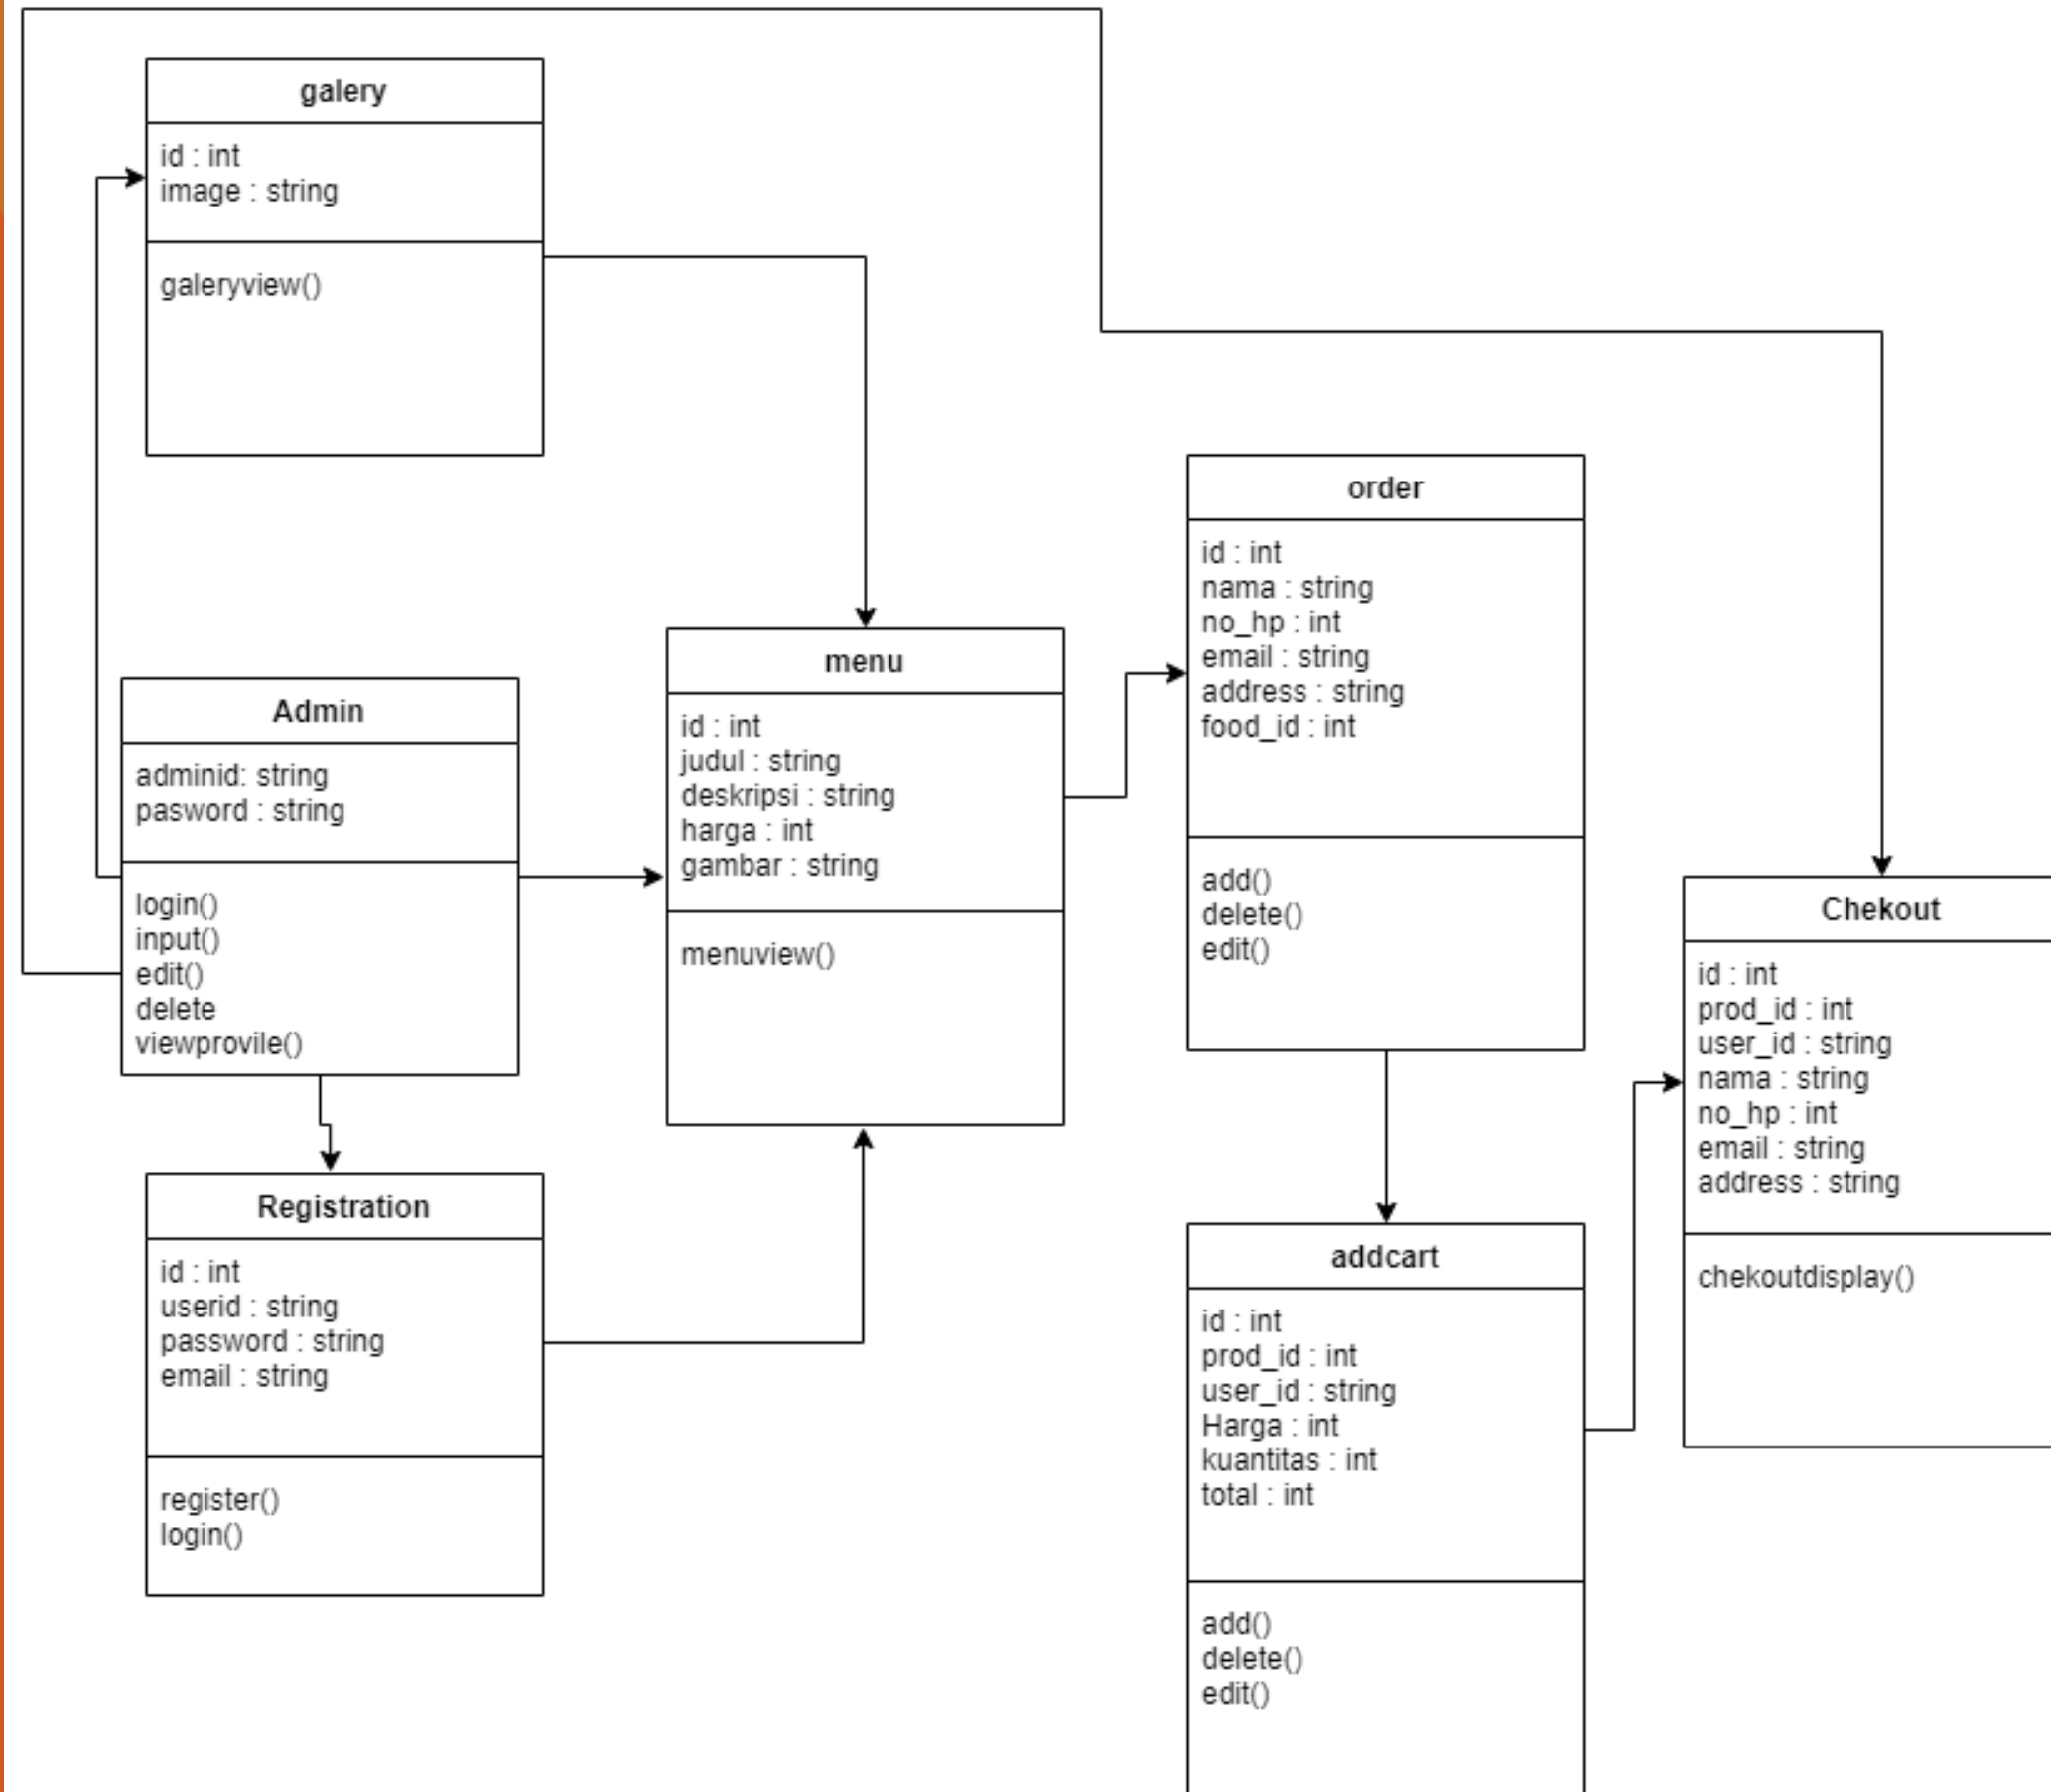 galery
id : int
image : string
galeryview()
Admin
adminid: string
pasword : string
login()
input()
edit()
delete
viewprovile()
Registration
id : int
userid : string
password : string
email : string
register()
login()
menu
id : int
judul : string
deskripsi : string
harga : int
gambar : string
menuview()
order
id : int
nama : string
no_hp : int
email : string
address : string
food_id : int
add()
delete()
edit()
addcart
id : int
prod_id : int
user_id : string
Harga : int
kuantitas : int
total : int
add()
delete()
edit()
Chekout
id : int
prod_id : int
user_id : string
nama : string
no_hp : int
email : string
address : string
chekoutdisplay()